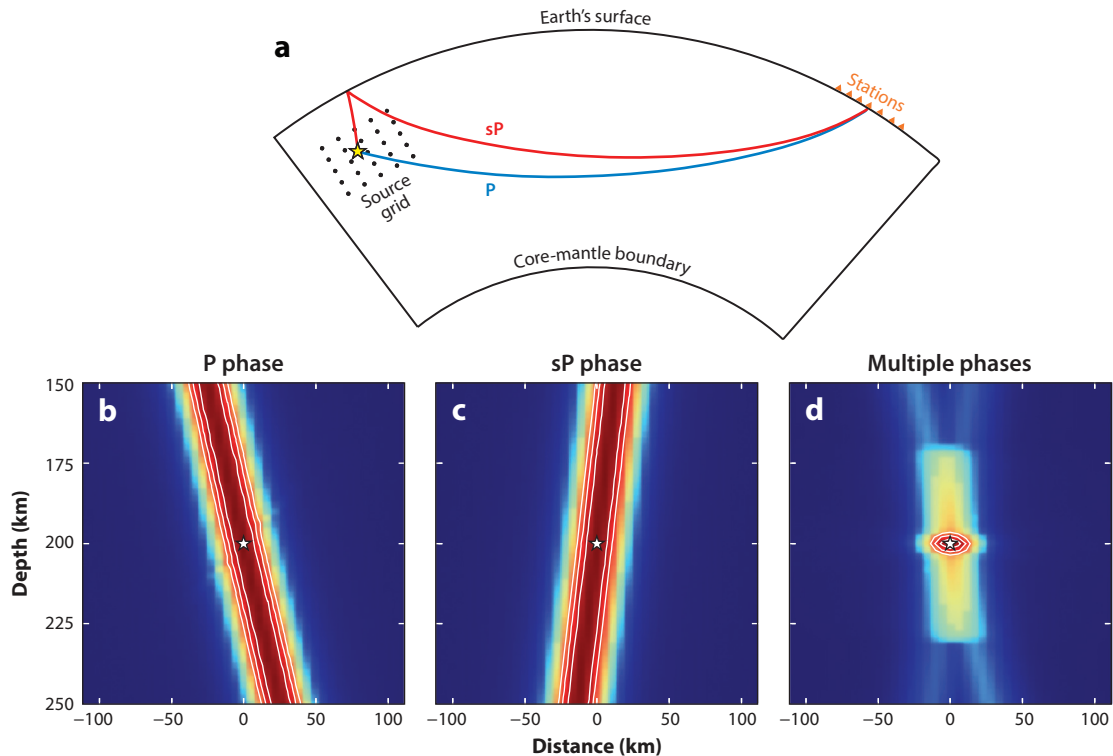 Earth's surface
a
Stations
sP
P
Source
grid
Core-mantle boundary
P phase
sP phase
Multiple phases
b
c
d
150
175
200
225
250
Depth (km)
−100
−50
0
50
100
−100
−50
0
50
100
−100
−50
0
50
100
Distance (km)